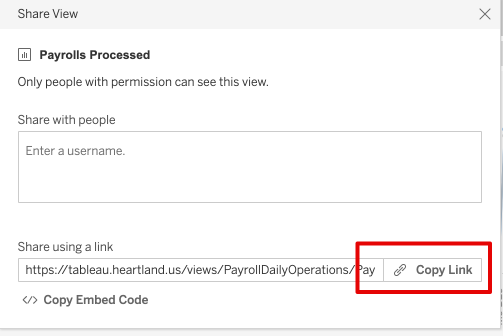 Share View
Payrolls Processed
Only people with permission can see this view.
Share with people
Enter a username.
Share using a link
https://tableau.heartland.us/views/PayrollDailyOperations/Pay
Copy Link
</> Copy Embed Code